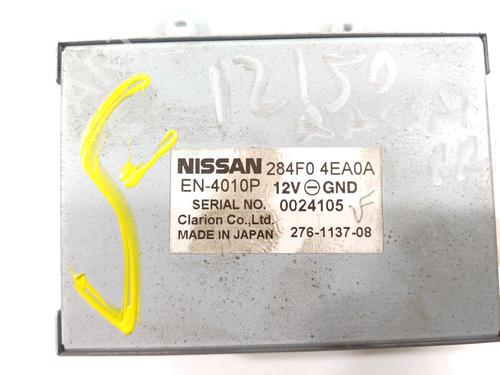 12150
NISSAN 284F0 4EA0A
EN-4010P 12V ⊖ GND
SERIAL NO. 0024105
Clarion Co.,Ltd.
MADE IN JAPAN 276-1137-08